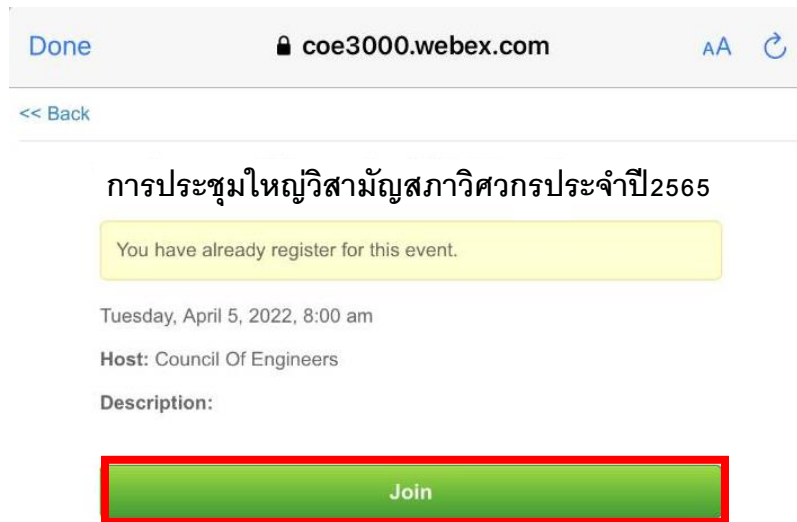 Done coe3000.webex.com AA
<< Back
การประชุมใหญ่วิสามัญสภาวิศวกรประจำปี2565
You have already register for this event.
Tuesday, April 5, 2022, 8:00 am
Host: Council Of Engineers
Description:
Join